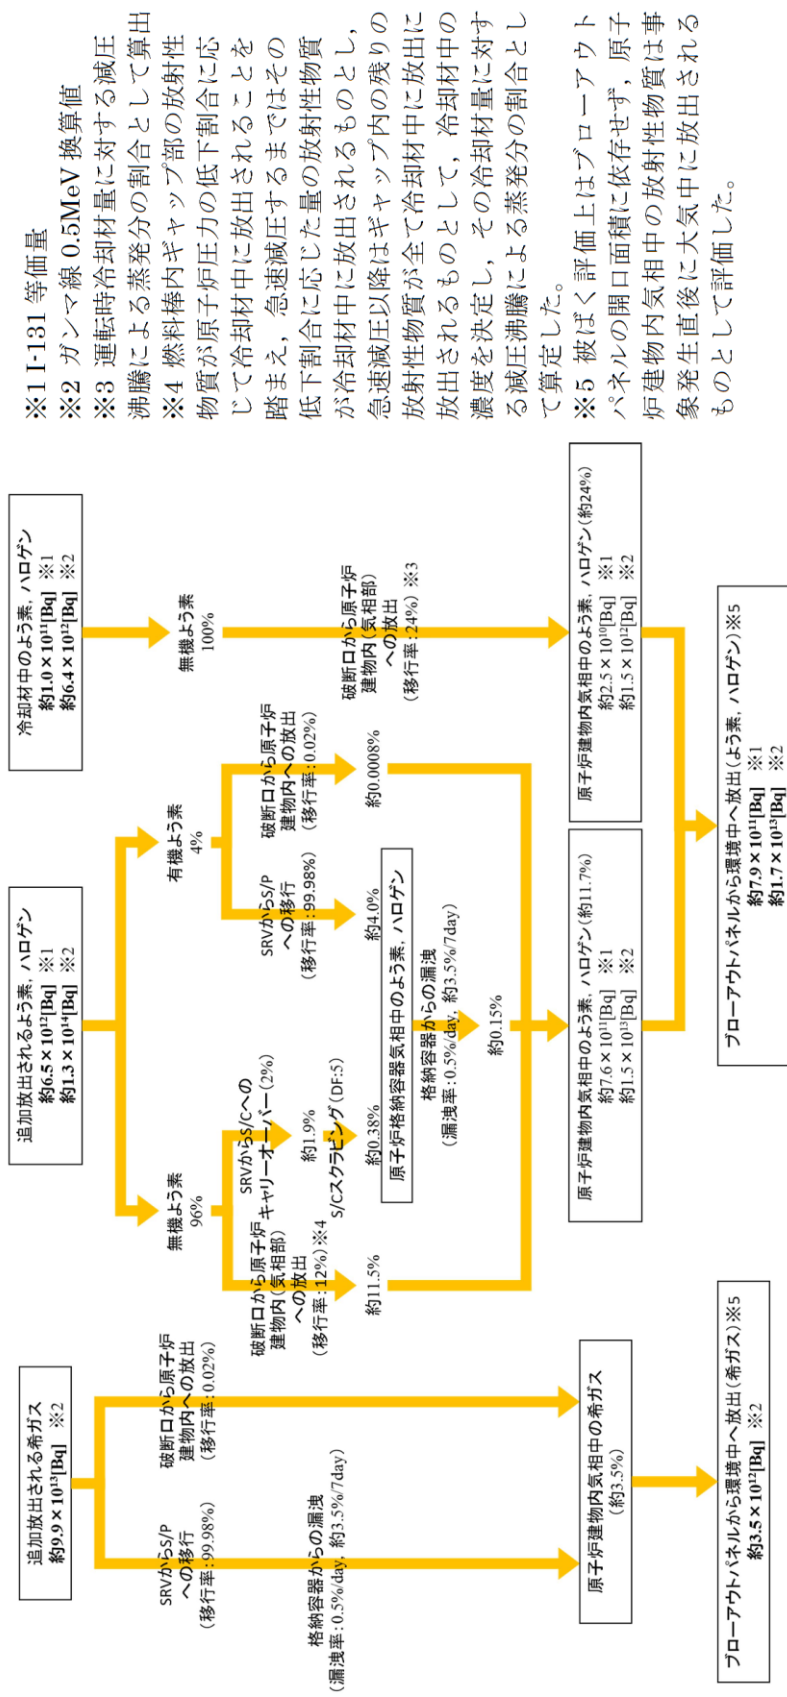 追加放出される希ガス
約9.9×10¹³[Bq] ※2
SRVからS/P
への移行
(移行率:99.98%)
破断口から原子炉
建物内への放出
(移行率:0.02%)
格納容器からの漏洩
(漏洩率:0.5%/day, 約3.5%/7day)
原子炉建物内気相中の希ガス
(約3.5%)
ブローアウトパネルから環境中へ放出(希ガス)※5
約3.5×10¹²[Bq] ※2
追加放出されるよう素, ハロゲン
約6.5×10¹²[Bq] ※1
約1.3×10¹⁴[Bq] ※2
無機よう素
96%
有機よう素
4%
破断口から原子炉
建物内(気相部)
への放出
(移行率:12%)※4
SRVからS/Cへの
キャリーオーバー(2%)
SRVからS/P
への移行
(移行率:99.98%)
破断口から原子炉
建物内への放出
(移行率:0.02%)
約11.5%
約1.9%
S/Cスクラビング(DF:5)
約0.38%
約4.0%
約0.0008%
原子炉格納容器気相中のよう素, ハロゲン
格納容器からの漏洩
(漏洩率:0.5%/day, 約3.5%/7day)
約0.15%
原子炉建物内気相中のよう素, ハロゲン(約11.7%)
約7.6×10¹¹[Bq] ※1
約1.5×10¹³[Bq] ※2
冷却材中のよう素, ハロゲン
約1.0×10¹¹[Bq] ※1
約6.4×10¹²[Bq] ※2
無機よう素
100%
破断口から原子炉
建物内(気相部)
への放出
(移行率:24%) ※3
原子炉建物内気相中のよう素, ハロゲン(約24%)
約2.5×10¹⁰[Bq] ※1
約1.5×10¹²[Bq] ※2
ブローアウトパネルから環境中へ放出(よう素, ハロゲン)※5
約7.9×10¹¹[Bq] ※1
約1.7×10¹³[Bq] ※2
※1 I-131 等価量
※2 ガンマ線 0.5MeV 換算値
※3 運転時冷却材量に対する減圧
沸騰による蒸発分の割合として算出
※4 燃料棒内ギャップ部の放射性
物質が原子炉圧力の低下割合に応
じて冷却材中に放出されることを
踏まえ，急速減圧するまではその
低下割合に応じた量の放射性物質
が冷却材中に放出されるものとし，
急速減圧以降はギャップ内の残りの
放射性物質が全て冷却材中に放出に
放出されるものとして，冷却材中の
濃度を決定し，その冷却材量に対す
る減圧沸騰による蒸発分の割合とし
て算定した。
※5 被ばく評価上はブローアウト
パネルの開口面積に依存せず，原子
炉建物内気相中の放射性物質は事
象発生直後に大気中に放出される
ものとして評価した。